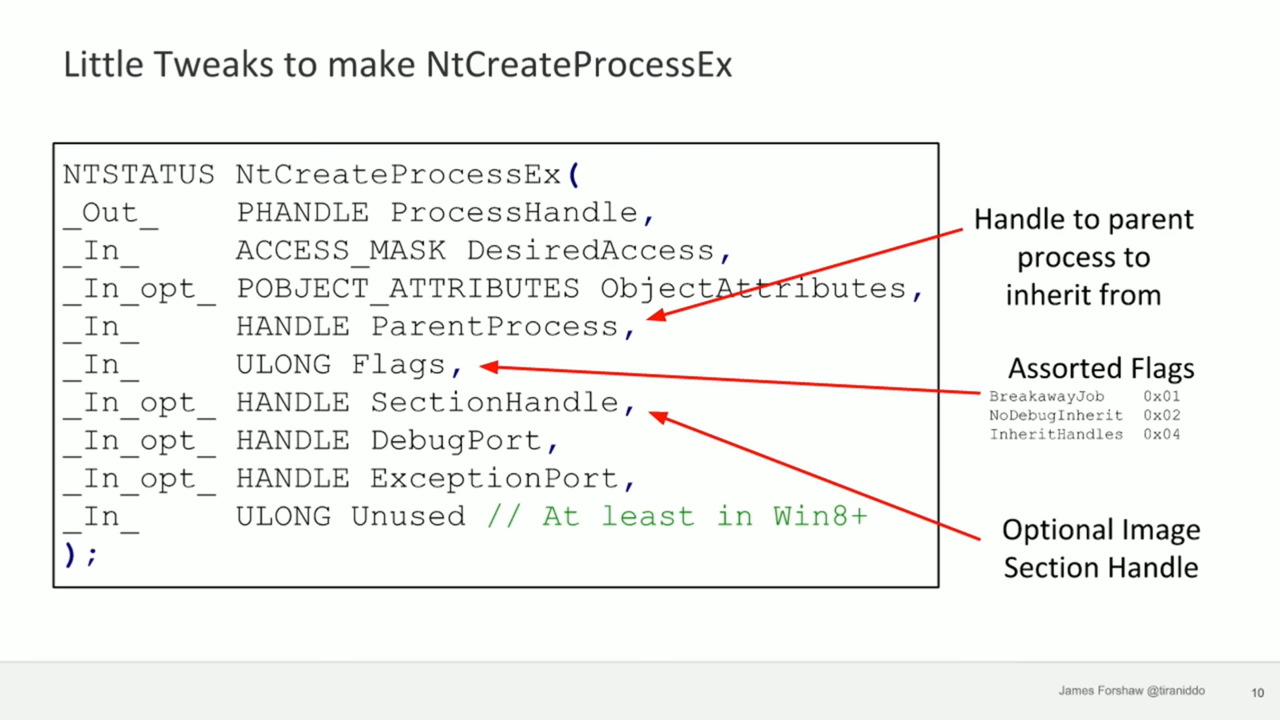 Little Tweaks to make NtCreateProcessEx
NTSTATUS NtCreateProcessEx(
_Out_ PHANDLE ProcessHandle,
_In_ ACCESS_MASK DesiredAccess,
_In_opt_ POBJECT_ATTRIBUTES ObjectAttributes,
_In_ HANDLE ParentProcess,
_In_ ULONG Flags,
_In_opt_ HANDLE SectionHandle,
_In_opt_ HANDLE DebugPort,
_In_opt_ HANDLE ExceptionPort,
_In_ ULONG Unused // At least in Win8+
);
Handle to parent
process to
inherit from
Assorted Flags
BreakawayJob 0x01
NoDebugInherit 0x02
InheritHandles 0x04
Optional Image
Section Handle
James Forshaw @tiraniddo
10